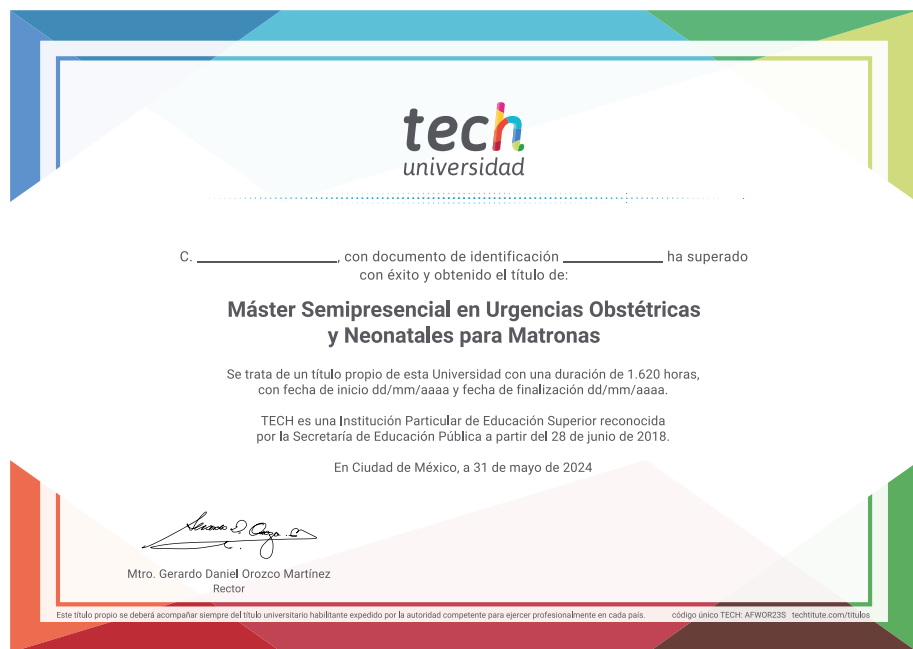 tech
universidad
C. ____________, con documento de identificación ____________ ha superado
con éxito y obtenido el título de:
Máster Semipresencial en Urgencias Obstétricas
y Neonatales para Matronas
Se trata de un título propio de esta Universidad con una duración de 1.620 horas,
con fecha de inicio dd/mm/aaaa y fecha de finalización dd/mm/aaaa.
TECH es una Institución Particular de Educación Superior reconocida
por la Secretaría de Educación Pública a partir del 28 de junio de 2018.
En Ciudad de México, a 31 de mayo de 2024
Mtro. Gerardo Daniel Orozco Martínez
Rector
Este título propio se deberá acompañar siempre del título universitario habilitante expedido por la autoridad competente para ejercer profesionalmente en cada país. código único TECH: AFWOR23S techtitute.com/titulos